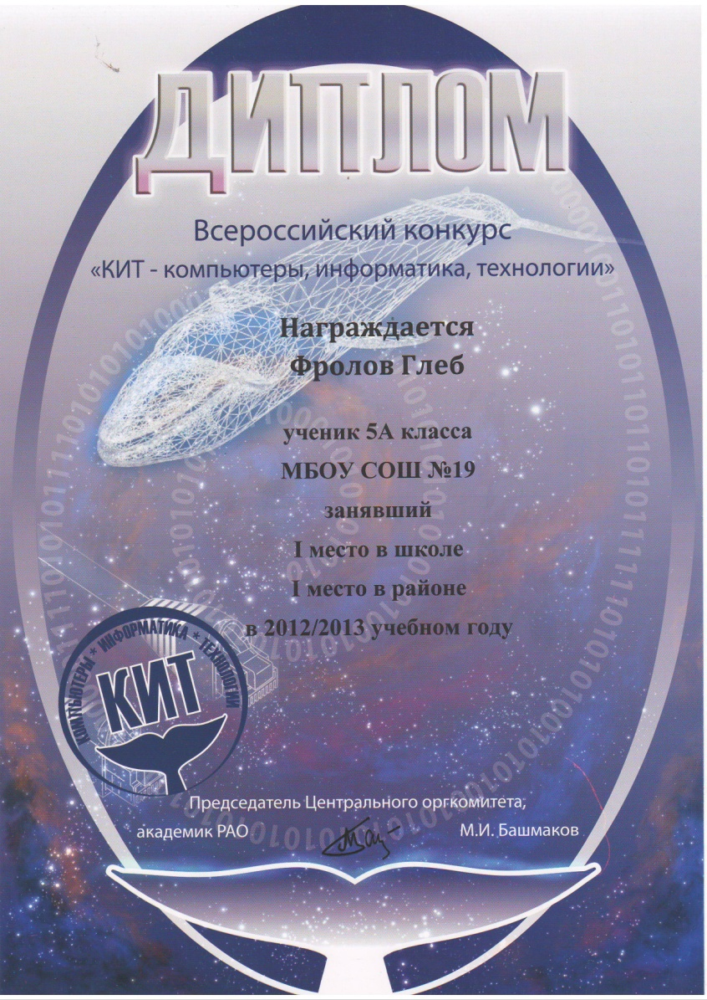 ДИПЛОМ
Всероссийский конкурс
«КИТ - компьютеры, информатика, технологии»
Награждается
Фролов Глеб
ученик 5А класса
МБОУ СОШ №19
занявший
I место в школе
I место в районе
в 2012/2013 учебном году
КОМПЬЮТЕРЫ * ИНФОРМАТИКА * ТЕХНОЛОГИИ
КИТ
Председатель Центрального оргкомитета,
академик РАО М.И. Башмаков